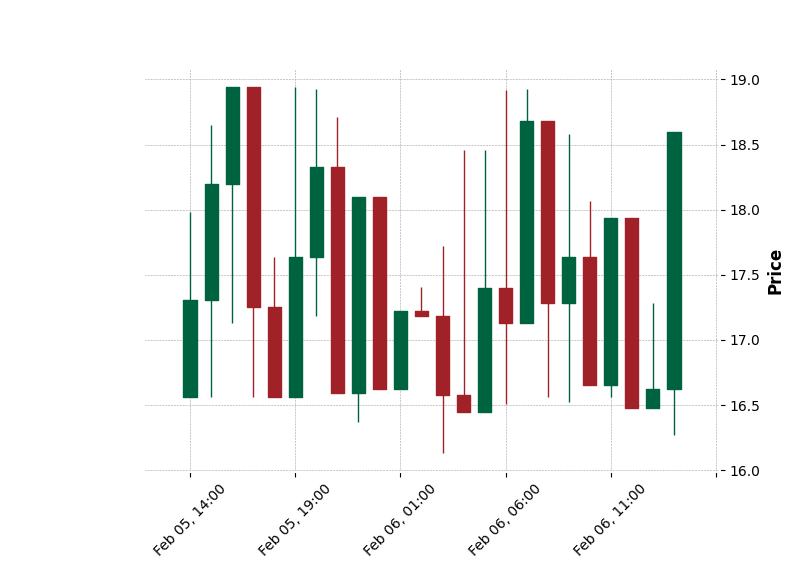 19.0
18.5
18.0
17.5
17.0
16.5
16.0
Price
Feb 05, 14:00
Feb 05, 19:00
Feb 06, 01:00
Feb 06, 06:00
Feb 06, 11:00